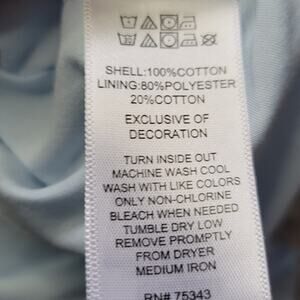 SHELL:100%COTTON
LINING:80%POLYESTER
20%COTTON
EXCLUSIVE OF
DECORATION
TURN INSIDE OUT
MACHINE WASH COOL
WASH WITH LIKE COLORS
ONLY NON-CHLORINE
BLEACH WHEN NEEDED
TUMBLE DRY LOW
REMOVE PROMPTLY
FROM DRYER
MEDIUM IRON
RN# 75343